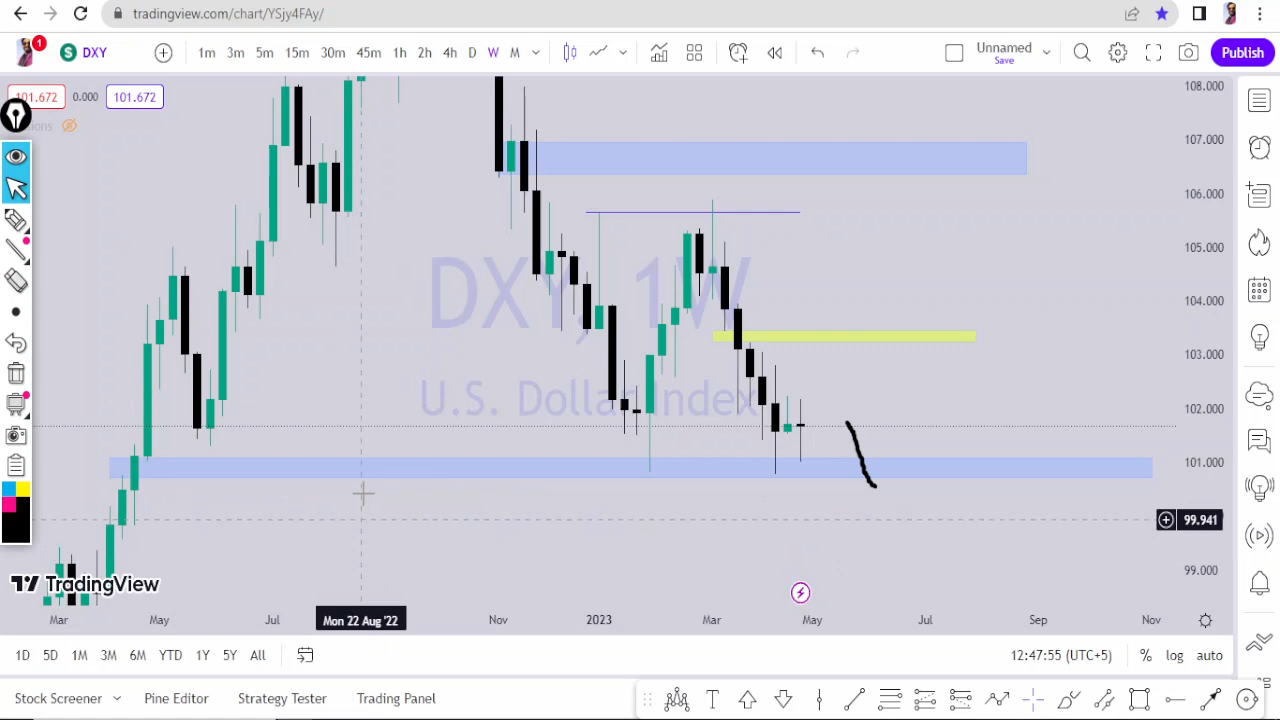 tradingview.com/chart/YSjy4FAy/
1
$ DXY
1m 3m 5m 15m 30m 45m 1h 2h 4h D W M
Unnamed
Save
Publish
101.672 0.000 101.672
108.000
107.000
106.000
105.000
104.000
103.000
102.000
101.000
99.941
99.000
DXY, 1W
U.S. Dollar Index
TradingView
Mar May Jul Mon 22 Aug '22 Nov 2023 Mar May Jul Sep Nov
1D 5D 1M 3M 6M YTD 1Y 5Y All
12:47:55 (UTC+5) % log auto
Stock Screener Pine Editor Strategy Tester Trading Panel